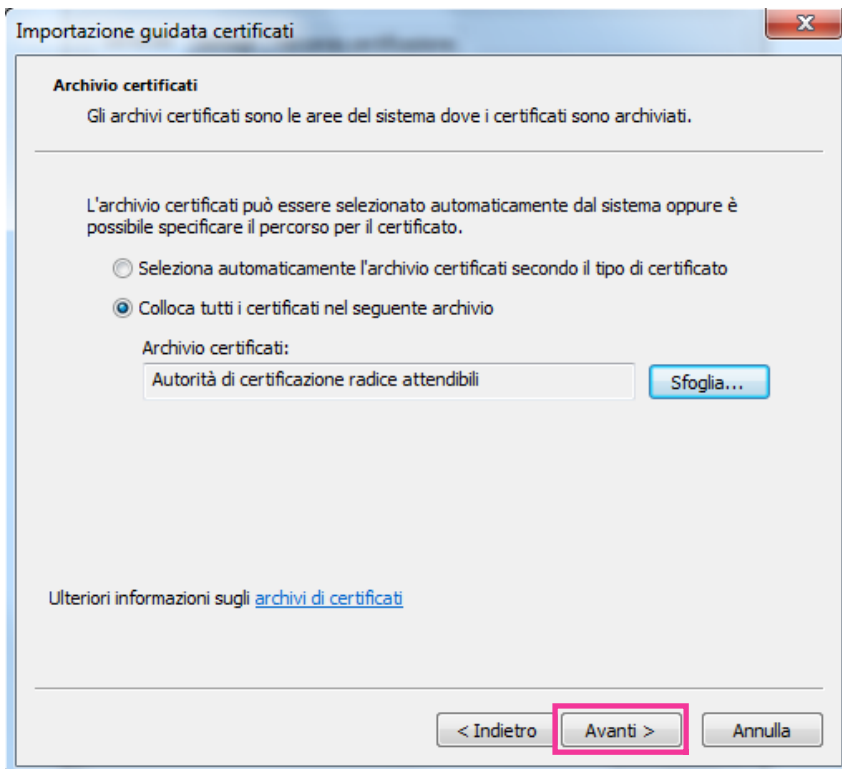 Importazione guidata certificati
Archivio certificati
Gli archivi certificati sono le aree del sistema dove i certificati sono archiviati.
L'archivio certificati può essere selezionato automaticamente dal sistema oppure è
possibile specificare il percorso per il certificato.
Seleziona automaticamente l'archivio certificati secondo il tipo di certificato
Colloca tutti i certificati nel seguente archivio
Archivio certificati:
Autorità di certificazione radice attendibili
Sfoglia...
Ulteriori informazioni sugli archivi di certificati
< Indietro
Avanti >
Annulla